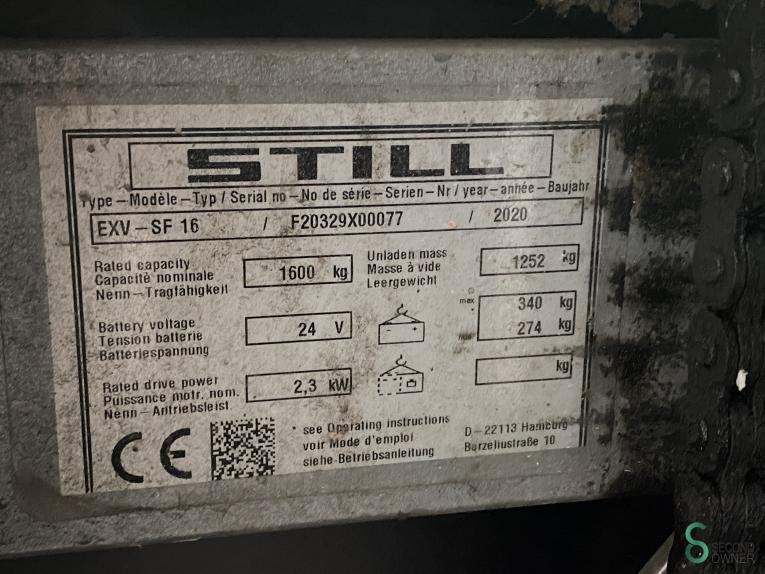 STILL
Type – Modèle – Typ / Serial no – No de série – Serien – Nr / year – année – Baujahr
EXV – SF 16 / F20329X00077 / 2020
Rated capacity
Capacité nominale
Nenn – Tragfähigkeit
1600 kg
Unladen mass
Masse à vide
Leergewicht
1252 kg
Battery voltage
Tension batterie
Batteriespannung
24 V
max 340 kg
min 274 kg
Rated drive power
Puissance motr. nom.
Nenn – Antriebsleist.
2,3 kW
kg
CE
* see Operating instructions
voir Mode d'emploi
siehe Betriebsanleitung
D – 22113 Hamburg
Berzeliusstraße 10
S SECOND
OWNER